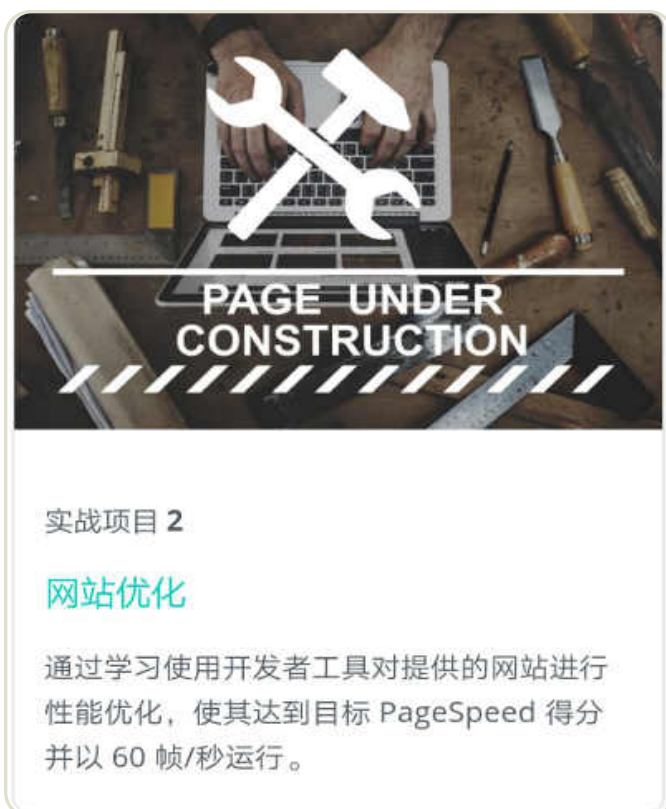 PAGE UNDER
CONSTRUCTION
实战项目 2
网站优化
通过学习使用开发者工具对提供的网站进行
性能优化，使其达到目标 PageSpeed 得分
并以 60 帧/秒运行。